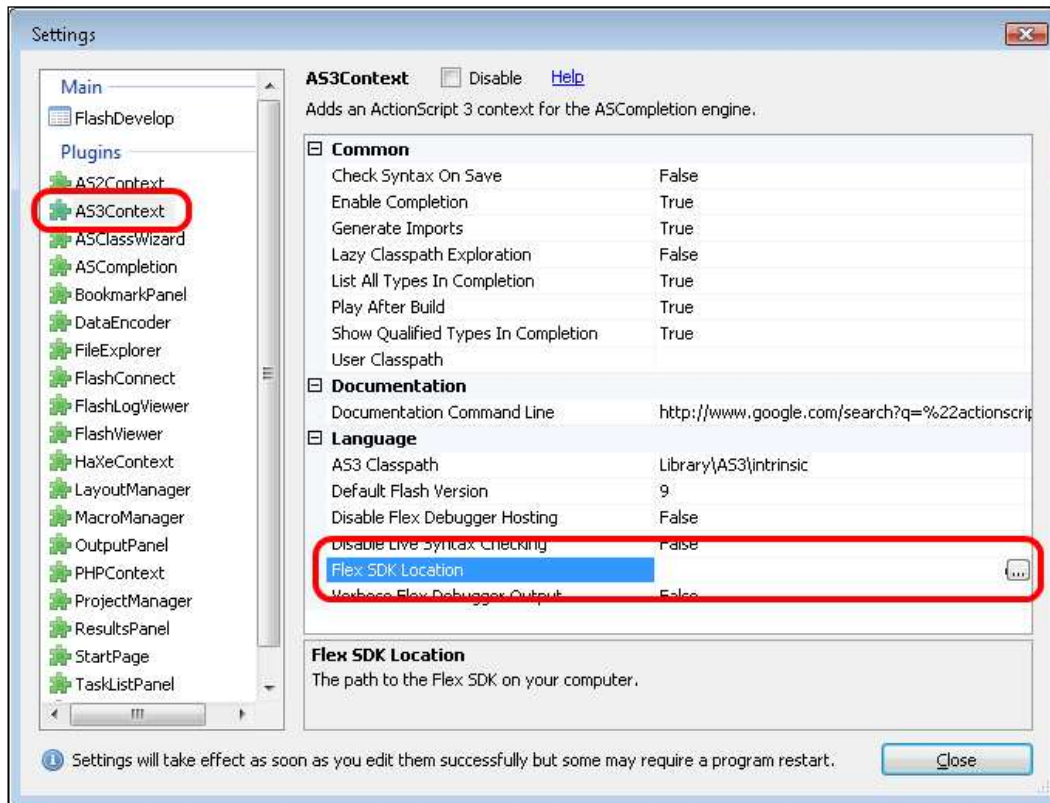 Settings
Main
FlashDevelop
Plugins
AS2Context
AS3Context
ASClassWizard
ASCompletion
BookmarkPanel
DataEncoder
FileExplorer
FlashConnect
FlashLogViewer
FlashViewer
HaXeContext
LayoutManager
MacroManager
OutputPanel
PHPContext
ProjectManager
ResultsPanel
StartPage
TaskListPanel
AS3Context Disable Help
Adds an ActionScript 3 context for the ASCompletion engine.
Common
Check Syntax On Save False
Enable Completion True
Generate Imports True
Lazy Classpath Exploration False
List All Types In Completion True
Play After Build True
Show Qualified Types In Completion True
User Classpath
Documentation
Documentation Command Line http://www.google.com/search?q=%22actionscrip
Language
AS3 Classpath Library\AS3\intrinsic
Default Flash Version 9
Disable Flex Debugger Hosting False
Disable Live Syntax Checking False
Flex SDK Location ...
Verbose Flex Debugger Output False
Flex SDK Location
The path to the Flex SDK on your computer.
Settings will take effect as soon as you edit them successfully but some may require a program restart.
Close